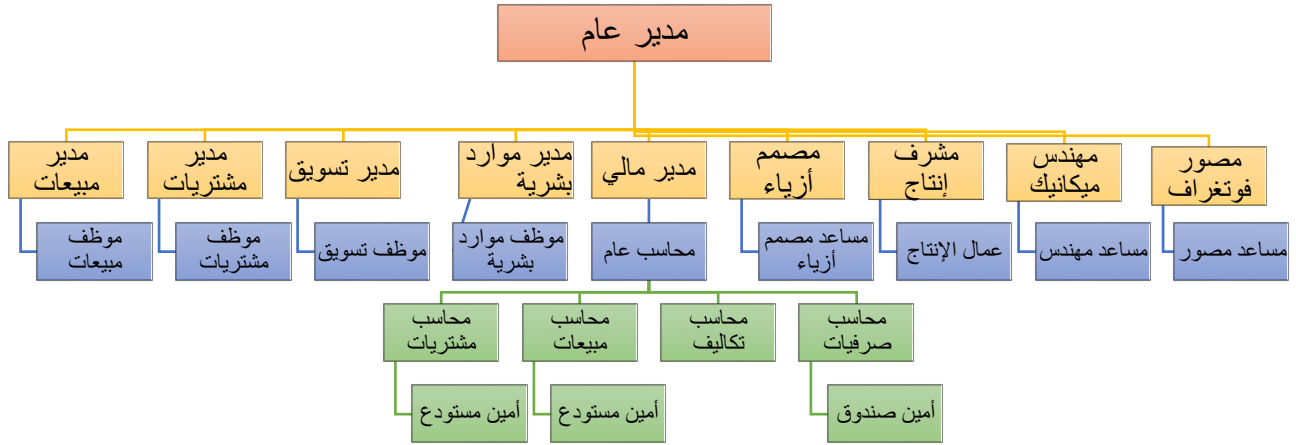 مدير عام
مصور
فوتغراف
مهندس
ميكانيك
مشرف
إنتاج
مصمم
أزياء
مدير مالي
مدير موارد
بشرية
مدير تسويق
مدير
مشتريات
مدير
مبيعات
مساعد مصور
مساعد مهندس
عمال الإنتاج
مساعد مصمم
أزياء
محاسب عام
موظف موارد
بشرية
موظف تسويق
موظف
مشتريات
موظف
مبيعات
محاسب
صرفيات
محاسب
تكاليف
محاسب
مبيعات
محاسب
مشتريات
أمين صندوق
أمين مستودع
أمين مستودع